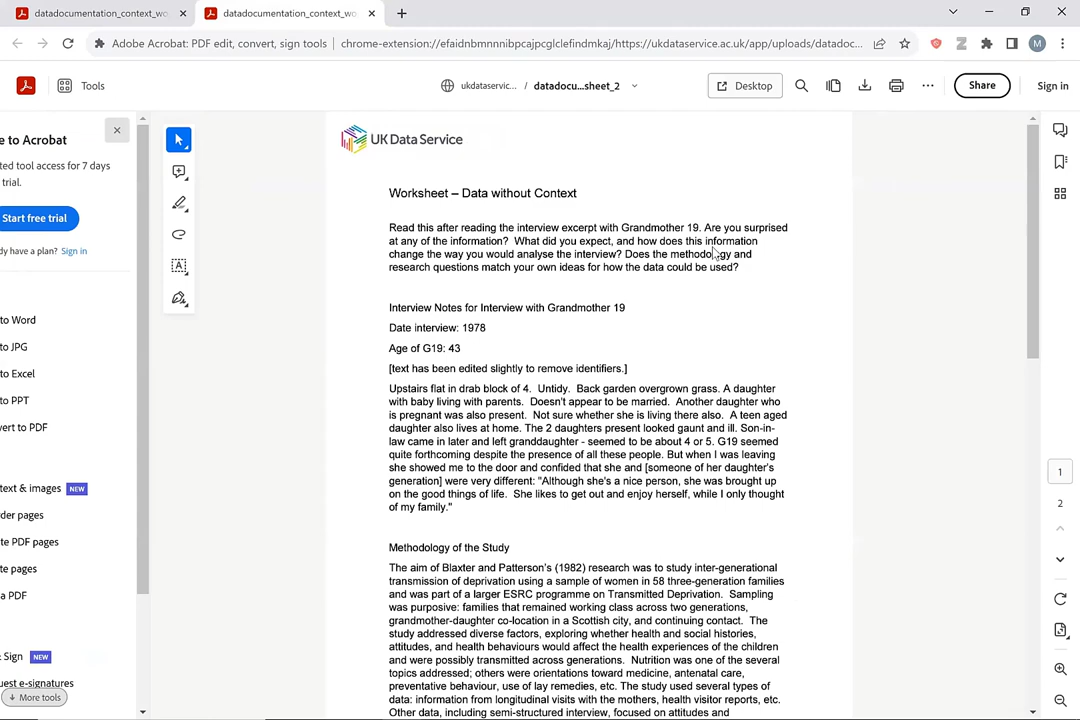 datadocumentation_context_wo
datadocumentation_context_wo
Adobe Acrobat: PDF edit, convert, sign tools
chrome-extension://efaidnbmnnnibpcajpcglclefindmkaj/https://ukdataservice.ac.uk/app/uploads/datadoc...
M
Tools
ukdataservic... / datadocu...sheet_2
Desktop
Share
Sign in
e to Acrobat
ted tool access for 7 days
trial.
Start free trial
dy have a plan? Sign in
to Word
to JPG
to Excel
to PPT
vert to PDF
text & images NEW
rder pages
te PDF pages
te pages
a PDF
& Sign NEW
uest e-signatures
More tools
UK Data Service
Worksheet – Data without Context
Read this after reading the interview excerpt with Grandmother 19. Are you surprised
at any of the information? What did you expect, and how does this information
change the way you would analyse the interview? Does the methodology and
research questions match your own ideas for how the data could be used?
Interview Notes for Interview with Grandmother 19
Date interview: 1978
Age of G19: 43
[text has been edited slightly to remove identifiers.]
Upstairs flat in drab block of 4. Untidy. Back garden overgrown grass. A daughter
with baby living with parents. Doesn't appear to be married. Another daughter who
is pregnant was also present. Not sure whether she is living there also. A teen aged
daughter also lives at home. The 2 daughters present looked gaunt and ill. Son-in-
law came in later and left granddaughter - seemed to be about 4 or 5. G19 seemed
quite forthcoming despite the presence of all these people. But when I was leaving
she showed me to the door and confided that she and [someone of her daughter's
generation] were very different: "Although she's a nice person, she was brought up
on the good things of life. She likes to get out and enjoy herself, while I only thought
of my family."
Methodology of the Study
The aim of Blaxter and Patterson's (1982) research was to study inter-generational
transmission of deprivation using a sample of women in 58 three-generation families
and was part of a larger ESRC programme on Transmitted Deprivation. Sampling
was purposive: families that remained working class across two generations,
grandmother-daughter co-location in a Scottish city, and continuing contact. The
study addressed diverse factors, exploring whether health and social histories,
attitudes, and health behaviours would affect the health experiences of the children
and were possibly transmitted across generations. Nutrition was one of the several
topics addressed; others were orientations toward medicine, antenatal care,
preventative behaviour, use of lay remedies, etc. The study used several types of
data: information from longitudinal visits with the mothers, health visitor reports, etc.
Other data, including semi-structured interview, focused on attitudes and
1
2